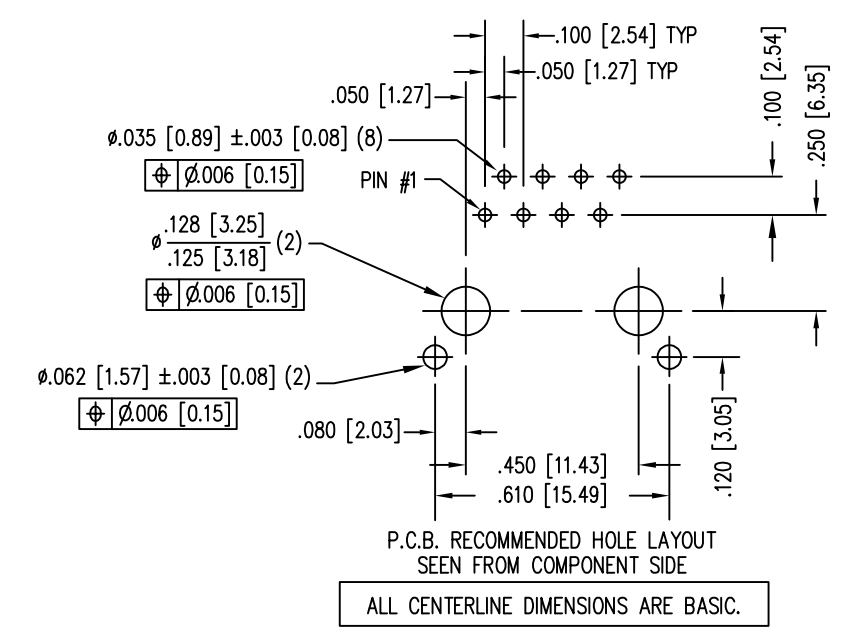 .100 [2.54] TYP
.050 [1.27] TYP
.050 [1.27]
.100 [2.54]
.250 [6.35]
ø.035 [0.89] ±.003 [0.08] (8)
⌖ Ø.006 [0.15]
PIN #1
ø .128 [3.25]
.125 [3.18] (2)
⌖ Ø.006 [0.15]
ø.062 [1.57] ±.003 [0.08] (2)
⌖ Ø.006 [0.15]
.080 [2.03]
.450 [11.43]
.610 [15.49]
.120 [3.05]
P.C.B. RECOMMENDED HOLE LAYOUT
SEEN FROM COMPONENT SIDE
ALL CENTERLINE DIMENSIONS ARE BASIC.